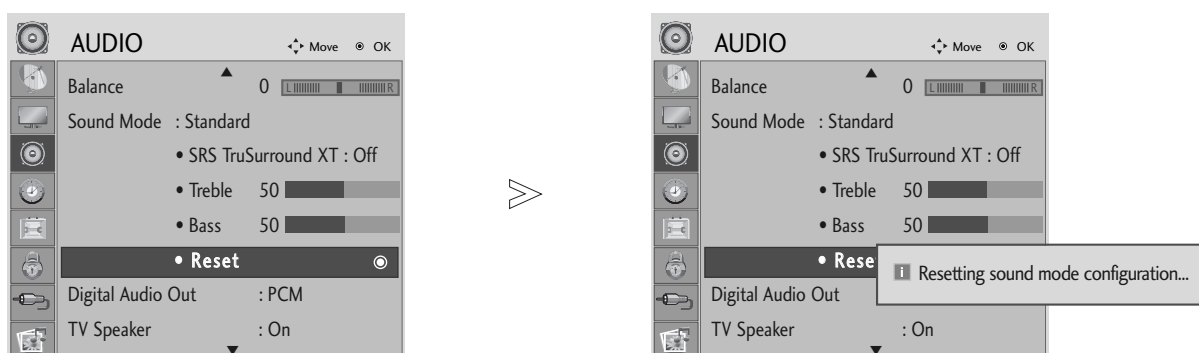 AUDIO Move OK
Balance 0 L R
Sound Mode : Standard
• SRS TruSurround XT : Off
• Treble 50
• Bass 50
• Reset
Digital Audio Out : PCM
TV Speaker : On
AUDIO Move OK
Balance 0 L R
Sound Mode : Standard
• SRS TruSurround XT : Off
• Treble 50
• Bass 50
• Rese
i Resetting sound mode configuration...
Digital Audio Out
TV Speaker : On